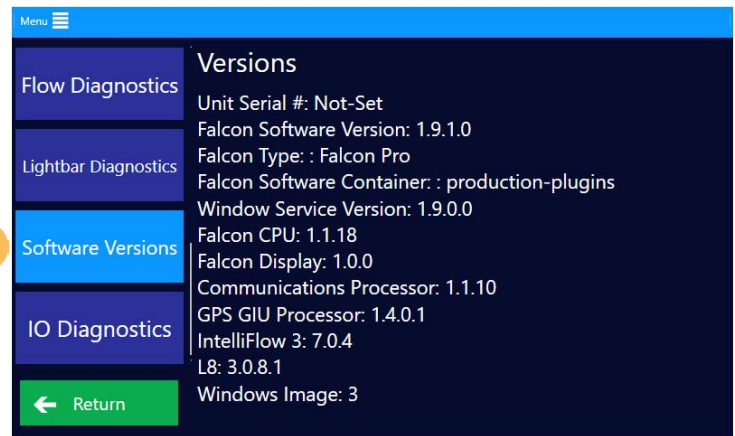 Menu
Flow Diagnostics
Lightbar Diagnostics
Software Versions
IO Diagnostics
Return
Versions
Unit Serial #: Not-Set
Falcon Software Version: 1.9.1.0
Falcon Type: : Falcon Pro
Falcon Software Container: : production-plugins
Window Service Version: 1.9.0.0
Falcon CPU: 1.1.18
Falcon Display: 1.0.0
Communications Processor: 1.1.10
GPS GIU Processor: 1.4.0.1
IntelliFlow 3: 7.0.4
L8: 3.0.8.1
Windows Image: 3